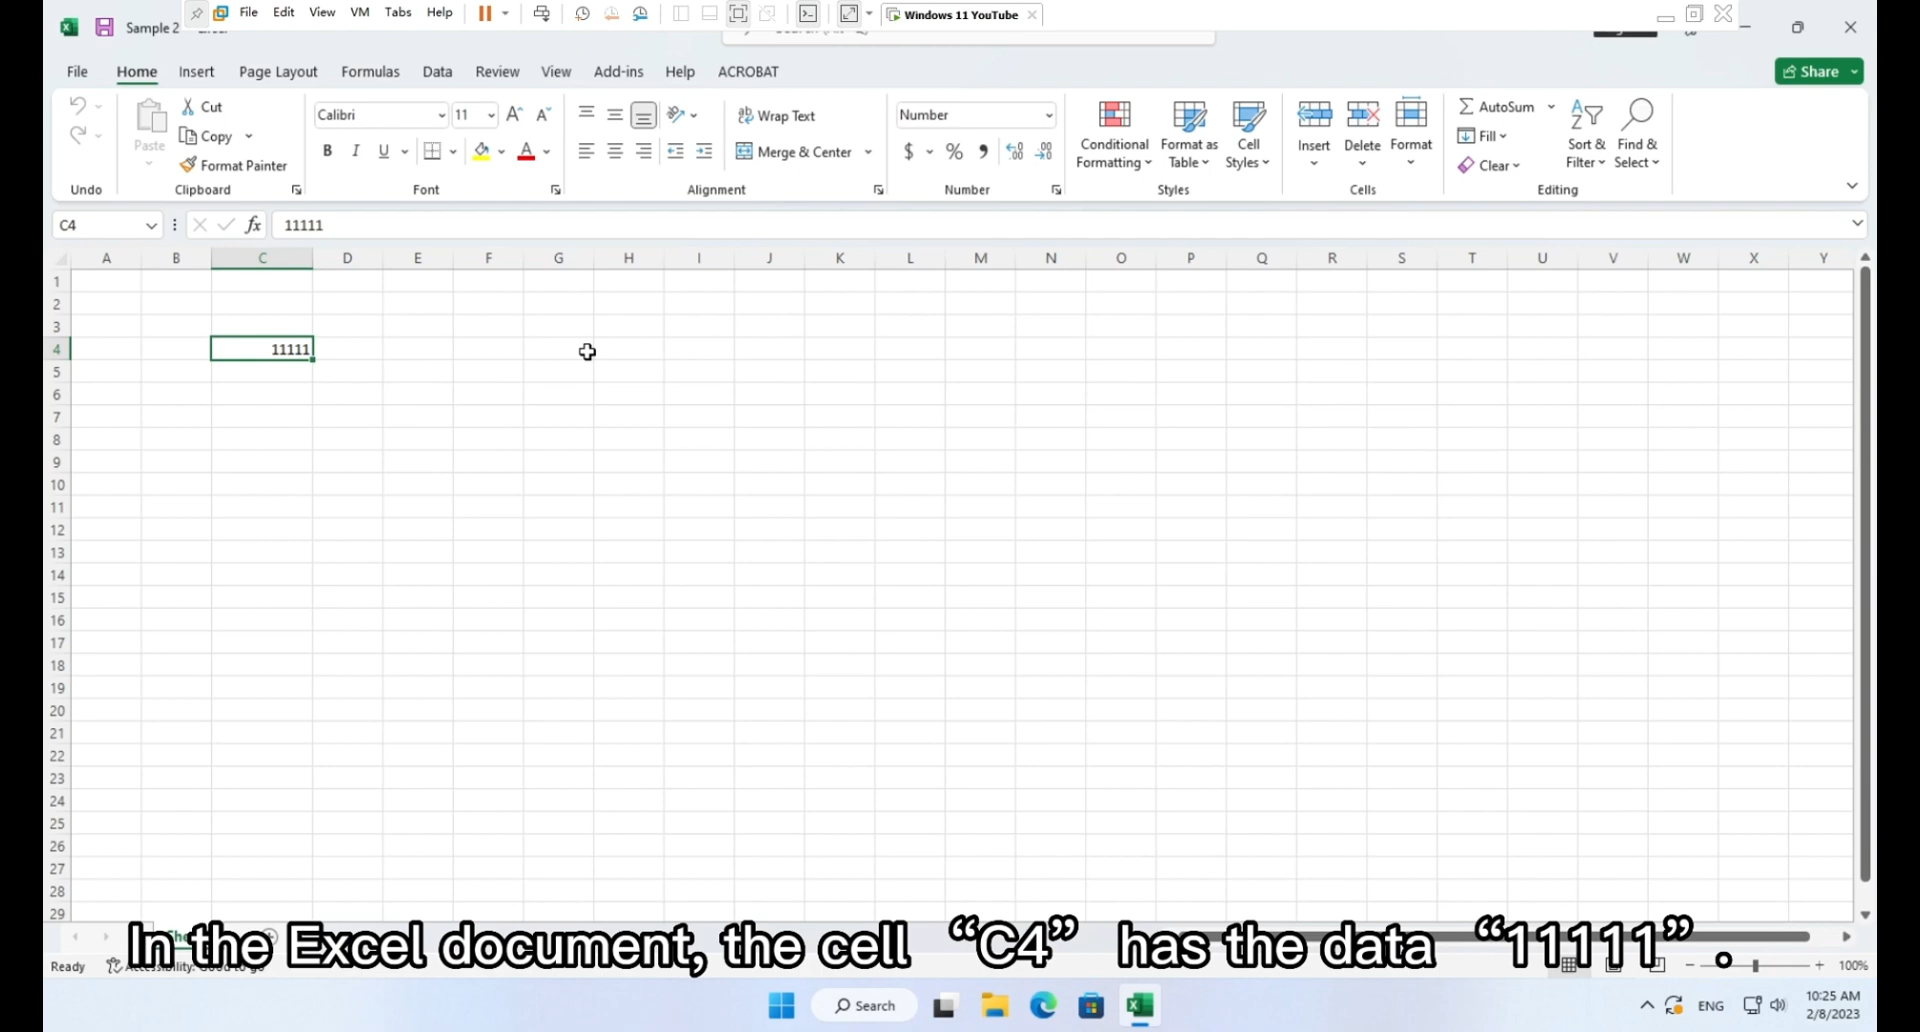 File Edit View VM Tabs Help Windows 11 YouTube
Sample 2
File Home Insert Page Layout Formulas Data Review View Add-ins Help ACROBAT Share
Paste
Cut
Copy
Format Painter
Calibri 11
B I U A
Wrap Text
Merge & Center
Number
$ %
Conditional Formatting
Format as Table
Cell Styles
Insert Delete Format
AutoSum
Fill
Clear
Sort & Filter
Find & Select
Undo Clipboard Font Alignment Number Styles Cells Editing
C4 fx 11111
A B C D E F G H I J K L M N O P Q R S T U V W X Y
1
2
3
4 11111
5
6
7
8
9
10
11
12
13
14
15
16
17
18
19
20
21
22
23
24
25
26
27
28
29
In the Excel document, the cell “C4” has the data “11111”.
Ready 100%
Search ENG 10:25 AM
2/8/2023